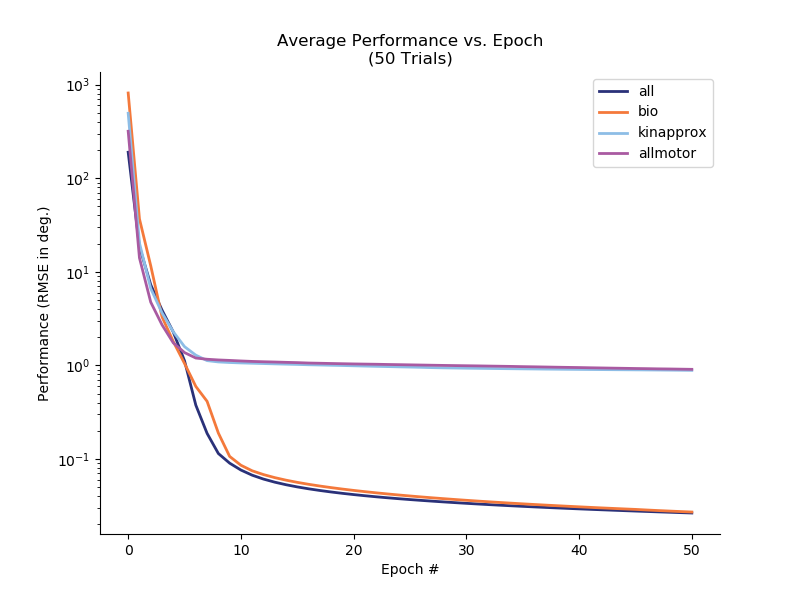 Average Performance vs. Epoch
(50 Trials)
Performance (RMSE in deg.)
10³
10²
10¹
10⁰
10⁻¹
all
bio
kinapprox
allmotor
0 10 20 30 40 50
Epoch #